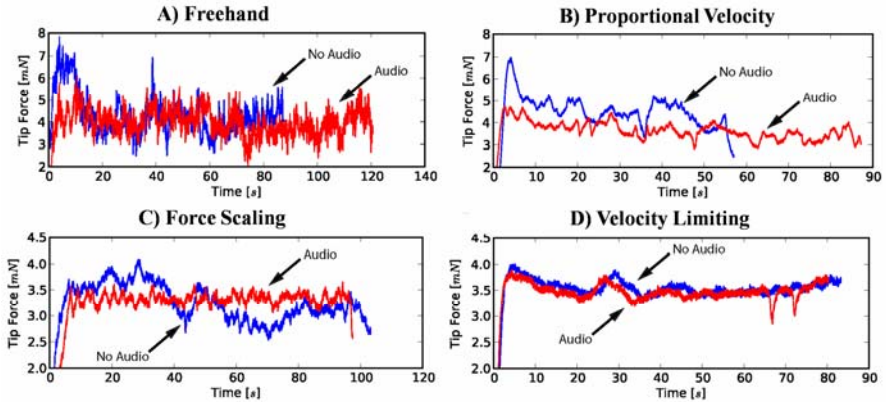 A) Freehand
8
7
6
5
4
3
2
Tip Force [mN]
No Audio
Audio
0 20 40 60 80 100 120 140
Time [s]
B) Proportional Velocity
8
7
6
5
4
3
2
Tip Force [mN]
No Audio
Audio
0 10 20 30 40 50 60 70 80 90
Time [s]
C) Force Scaling
4.5
4.0
3.5
3.0
2.5
2.0
Tip Force [mN]
Audio
No Audio
0 20 40 60 80 100 120
Time [s]
D) Velocity Limiting
4.5
4.0
3.5
3.0
2.5
2.0
Tip Force [mN]
No Audio
Audio
0 10 20 30 40 50 60 70 80 90
Time [s]